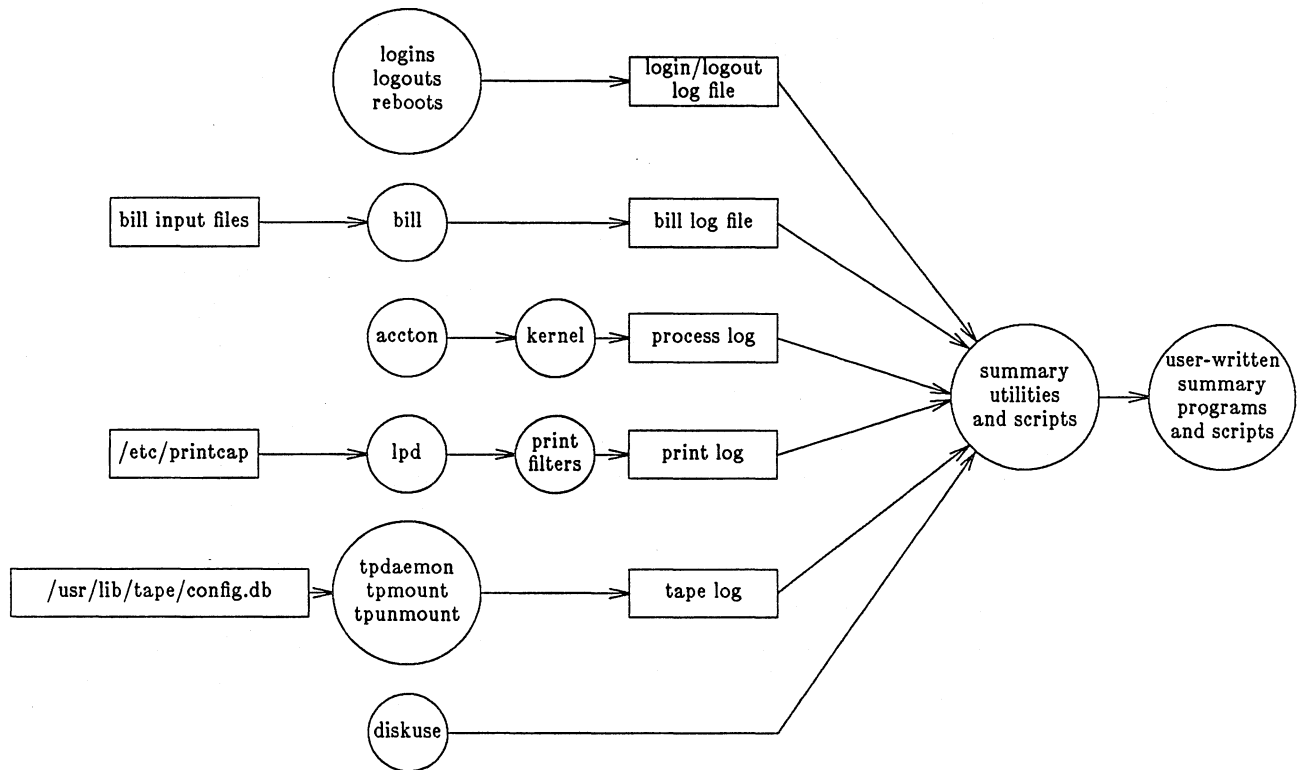 logins
logouts
reboots
login/logout
log file
bill input files
bill
bill log file
accton
kernel
process log
summary
utilities
and scripts
user-written
summary
programs
and scripts
/etc/printcap
lpd
print
filters
print log
/usr/lib/tape/config.db
tpdaemon
tpmount
tpunmount
tape log
diskuse